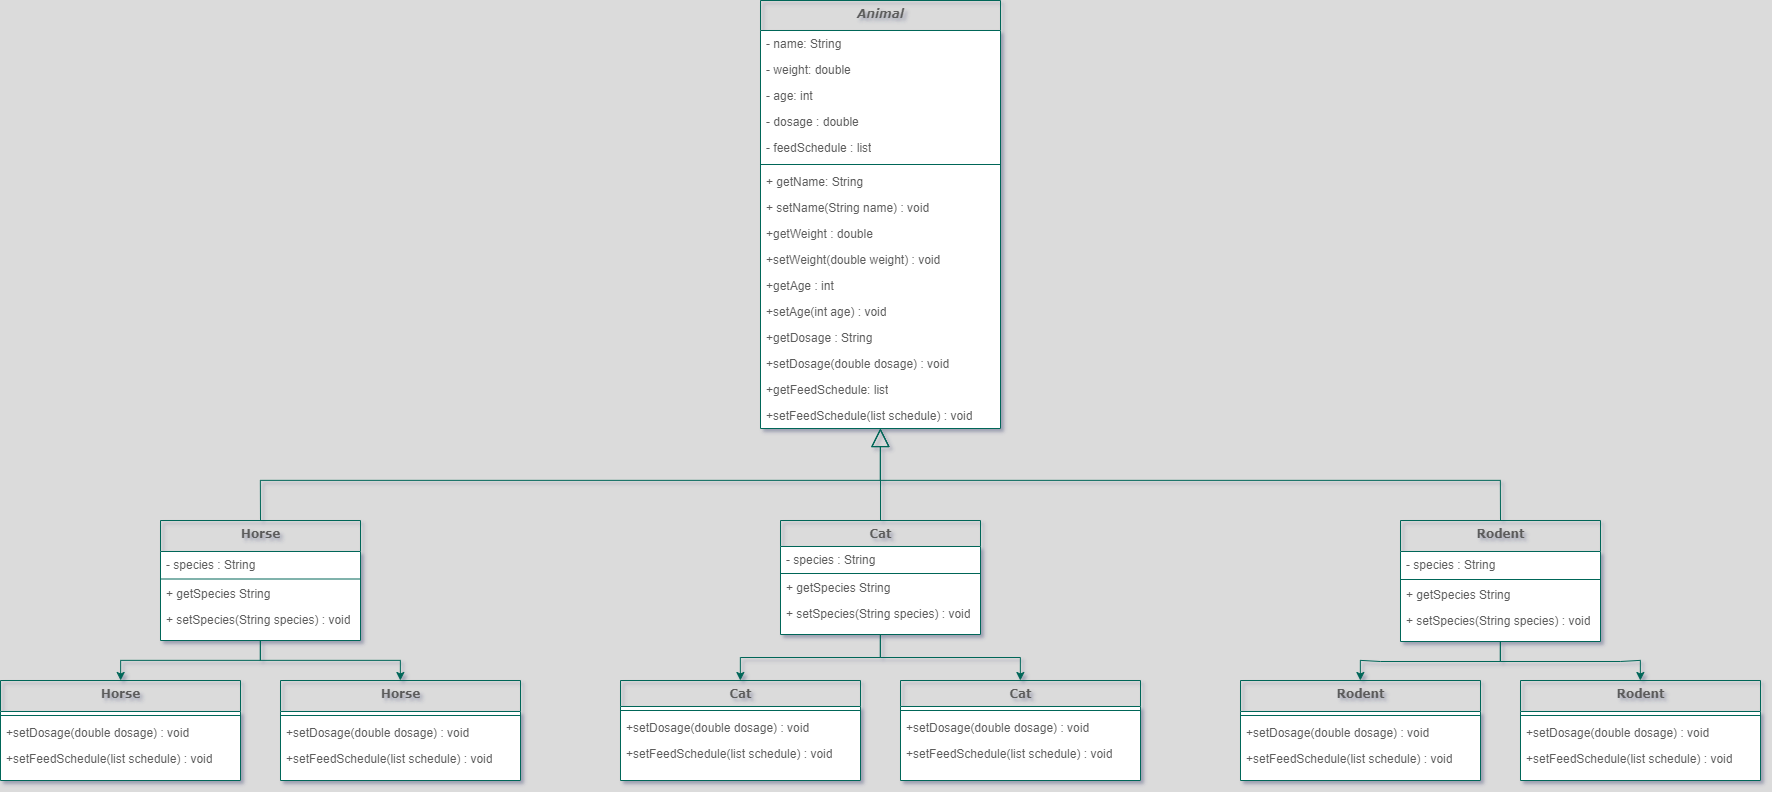 Animal
- name: String
- weight: double
- age: int
- dosage : double
- feedSchedule : list
+ getName: String
+ setName(String name) : void
+getWeight : double
+setWeight(double weight) : void
+getAge : int
+setAge(int age) : void
+getDosage : String
+setDosage(double dosage) : void
+getFeedSchedule: list
+setFeedSchedule(list schedule) : void
Horse
- species : String
+ getSpecies String
+ setSpecies(String species) : void
Cat
- species : String
+ getSpecies String
+ setSpecies(String species) : void
Rodent
- species : String
+ getSpecies String
+ setSpecies(String species) : void
Horse
+setDosage(double dosage) : void
+setFeedSchedule(list schedule) : void
Horse
+setDosage(double dosage) : void
+setFeedSchedule(list schedule) : void
Cat
+setDosage(double dosage) : void
+setFeedSchedule(list schedule) : void
Cat
+setDosage(double dosage) : void
+setFeedSchedule(list schedule) : void
Rodent
+setDosage(double dosage) : void
+setFeedSchedule(list schedule) : void
Rodent
+setDosage(double dosage) : void
+setFeedSchedule(list schedule) : void